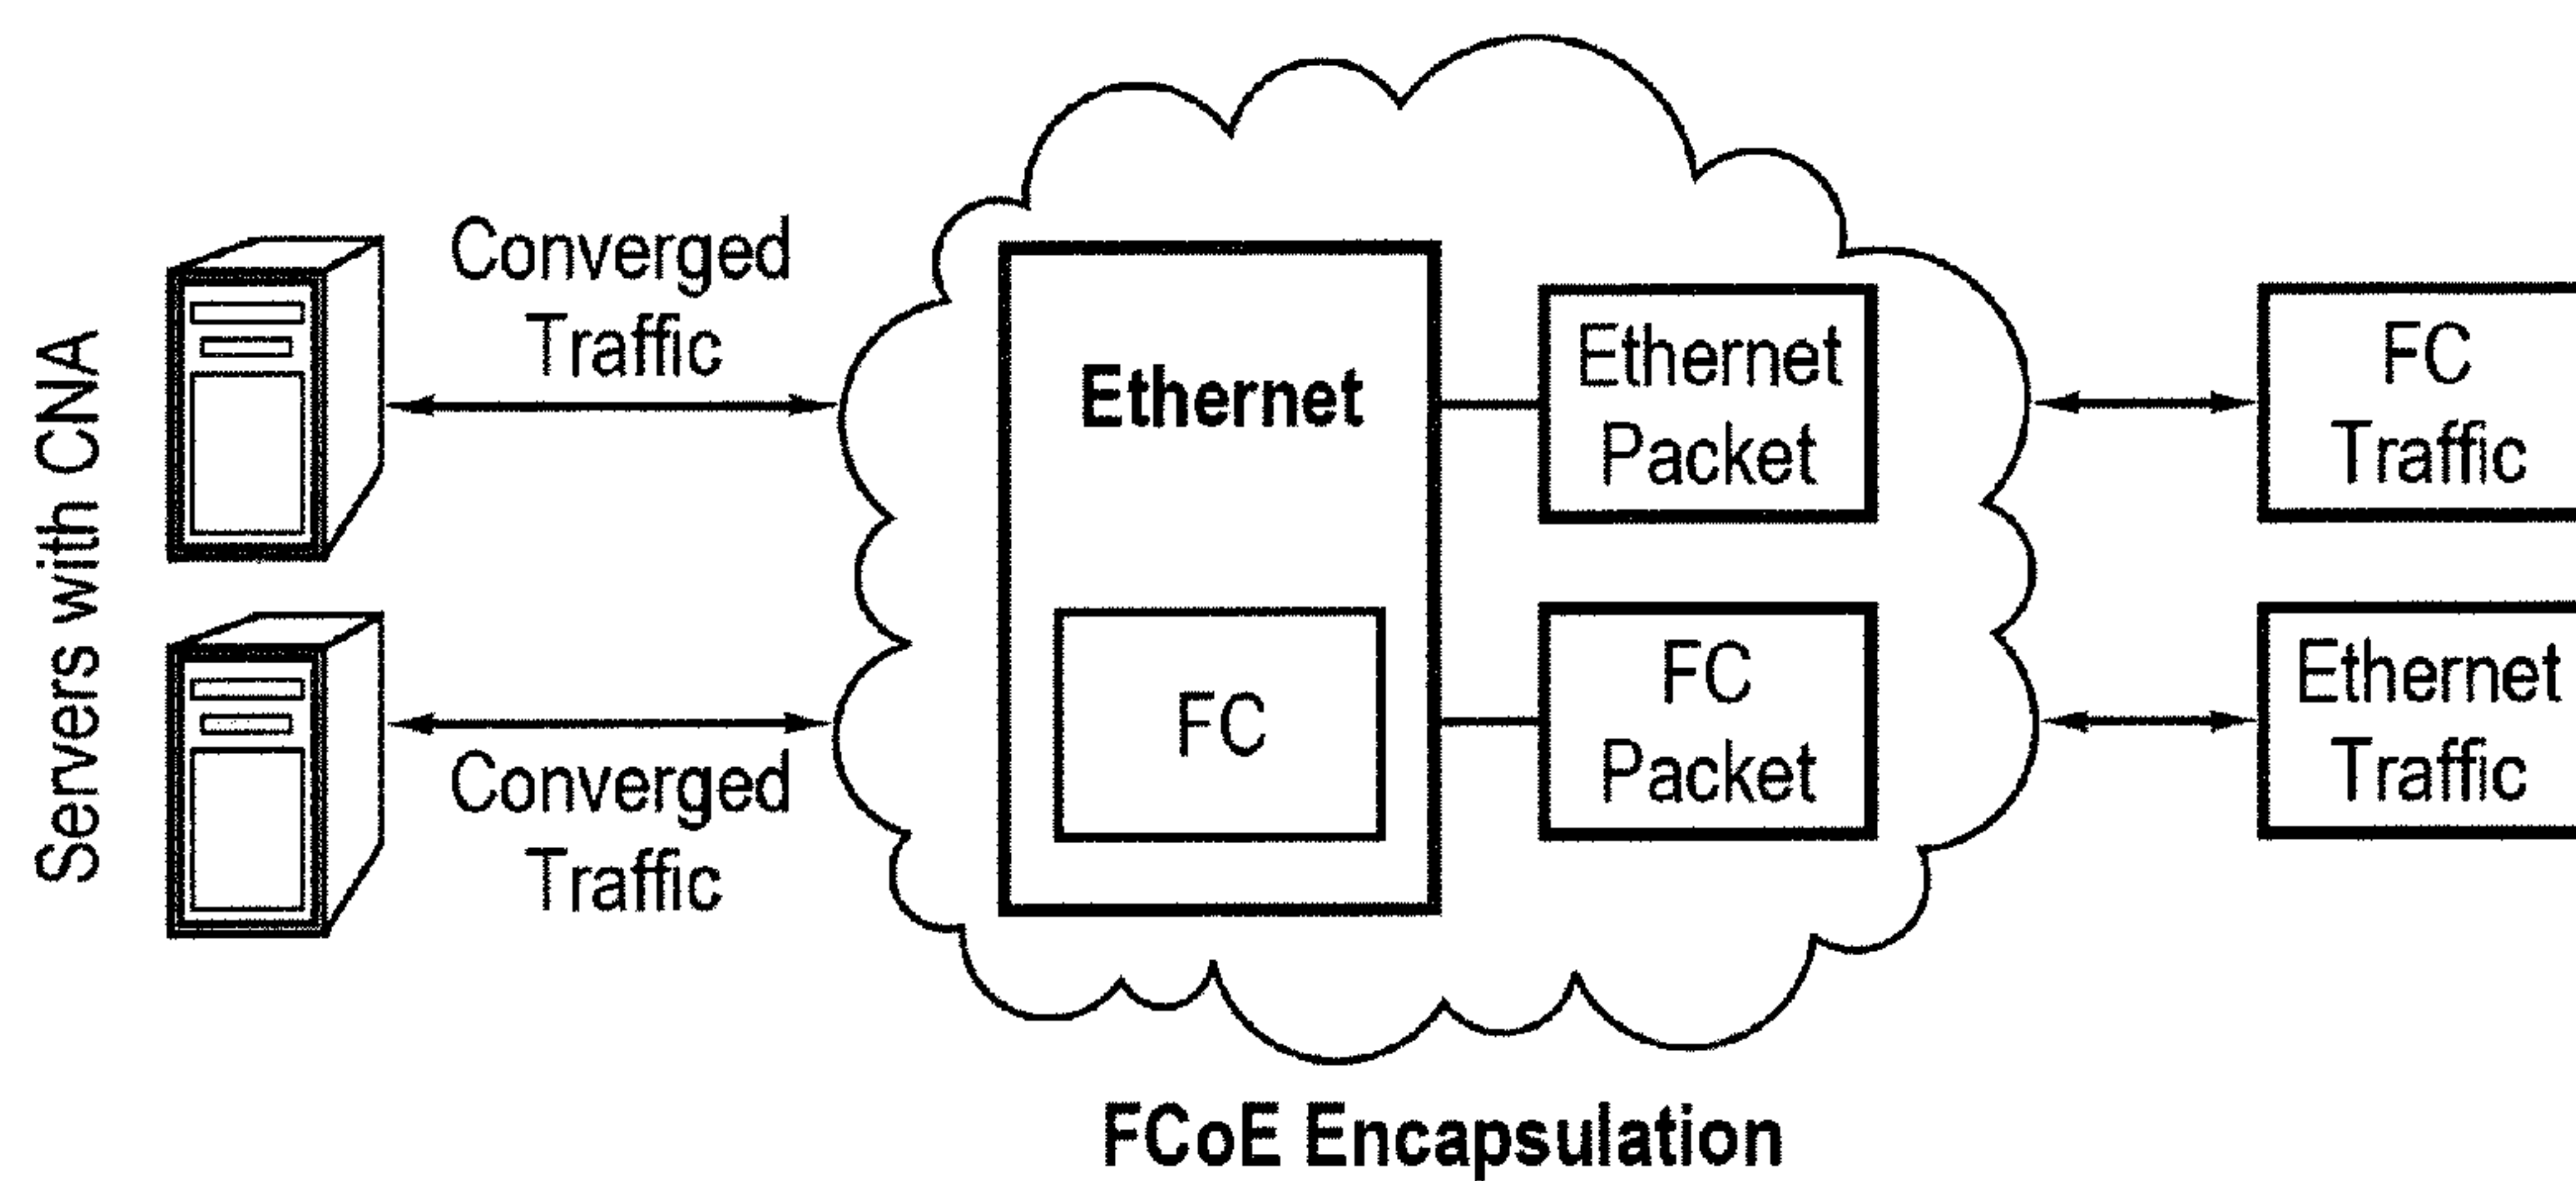 Servers with CNA
Converged
Traffic
Converged
Traffic
Ethernet
FC
Ethernet
Packet
FC
Packet
FC
Traffic
Ethernet
Traffic
FCoE Encapsulation